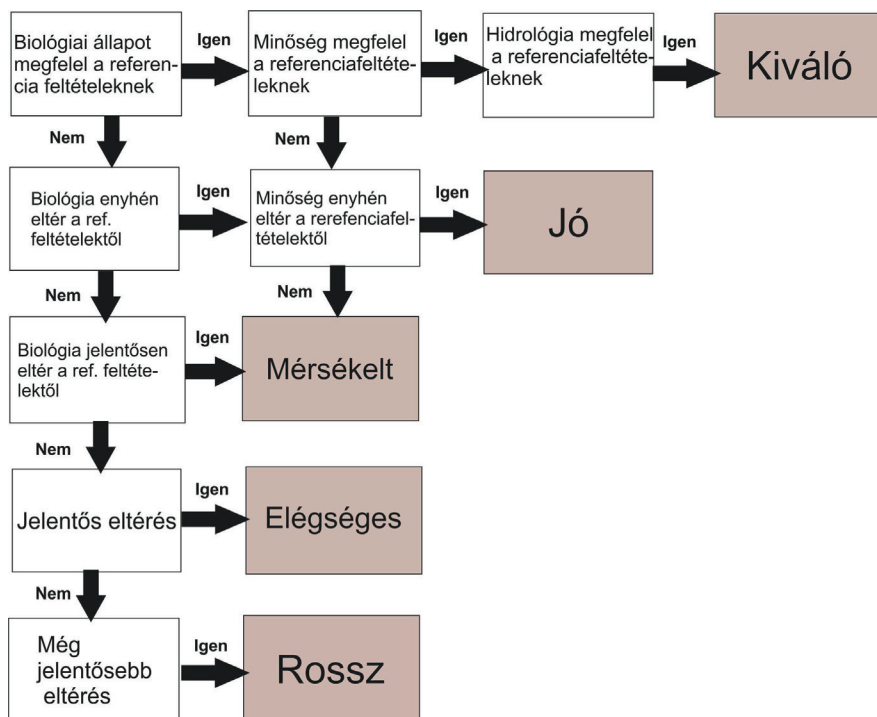 Biológiai állapot
megfelel a referen-
cia feltételeknek
Igen
Minőség megfelel
a referenciafeltéte-
leknek
Igen
Hidrológia megfelel
a referenciafeltéte-
leknek
Igen
Kiváló
Nem
Nem
Biológia enyhén
eltér a ref.
feltételektől
Igen
Minőség enyhén
eltér a rerefenciafel-
tételektől
Igen
Jó
Nem
Nem
Biológia jelentősen
eltér a ref. feltéte-
lektől
Igen
Mérsékelt
Nem
Jelentős eltérés
Igen
Elégséges
Nem
Még
jelentősebb
eltérés
Igen
Rossz